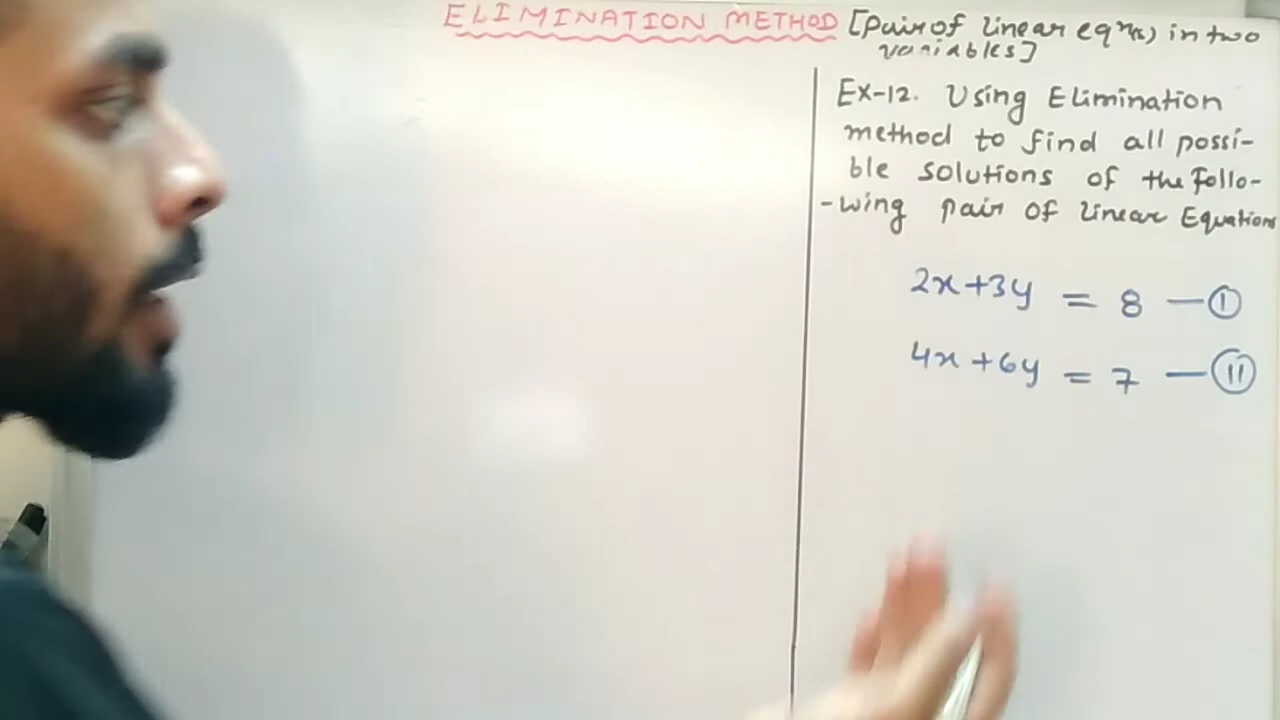 ELIMINATION METHOD [Pair of linear eqns) in two
variables]
EX-12. Using Elimination
method to find all possi-
ble solutions of the follo-
-wing pair of linear Equations
2x+3y = 8 —(I)
4x+6y = 7 —(II)